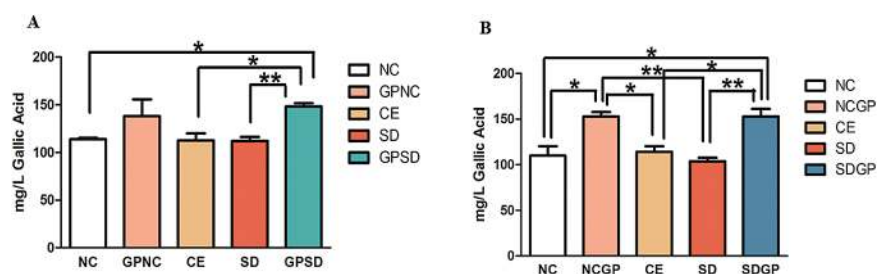 A
mg/L Gallic Acid
200
150
100
50
0
*
*
**
NC
GPNC
CE
SD
GPSD
NC GPNC CE SD GPSD
B
mg/L Gallic Acid
200
150
100
50
0
*
* ** *
* **
NC
NCGP
CE
SD
SDGP
NC NCGP CE SD SDGP